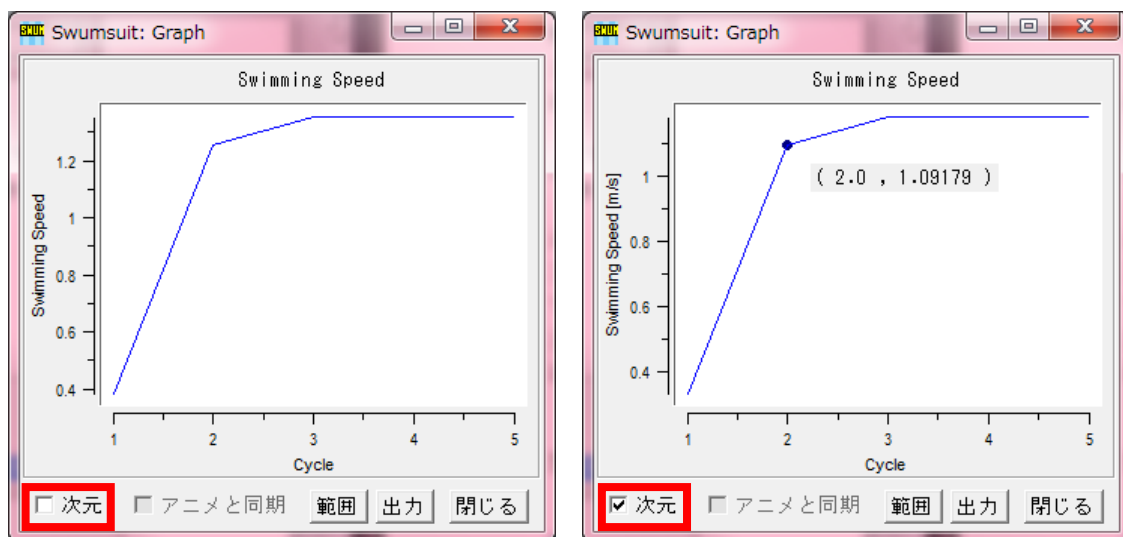 SWUM Swumsuit: Graph
Swimming Speed
Swimming Speed
1.2
1
0.8
0.6
0.4
1 2 3 4 5
Cycle
次元 アニメと同期 範囲 出力 閉じる
SWUM Swumsuit: Graph
Swimming Speed
Swimming Speed [m/s]
( 2.0 , 1.09179 )
1
0.8
0.6
0.4
1 2 3 4 5
Cycle
次元 アニメと同期 範囲 出力 閉じる